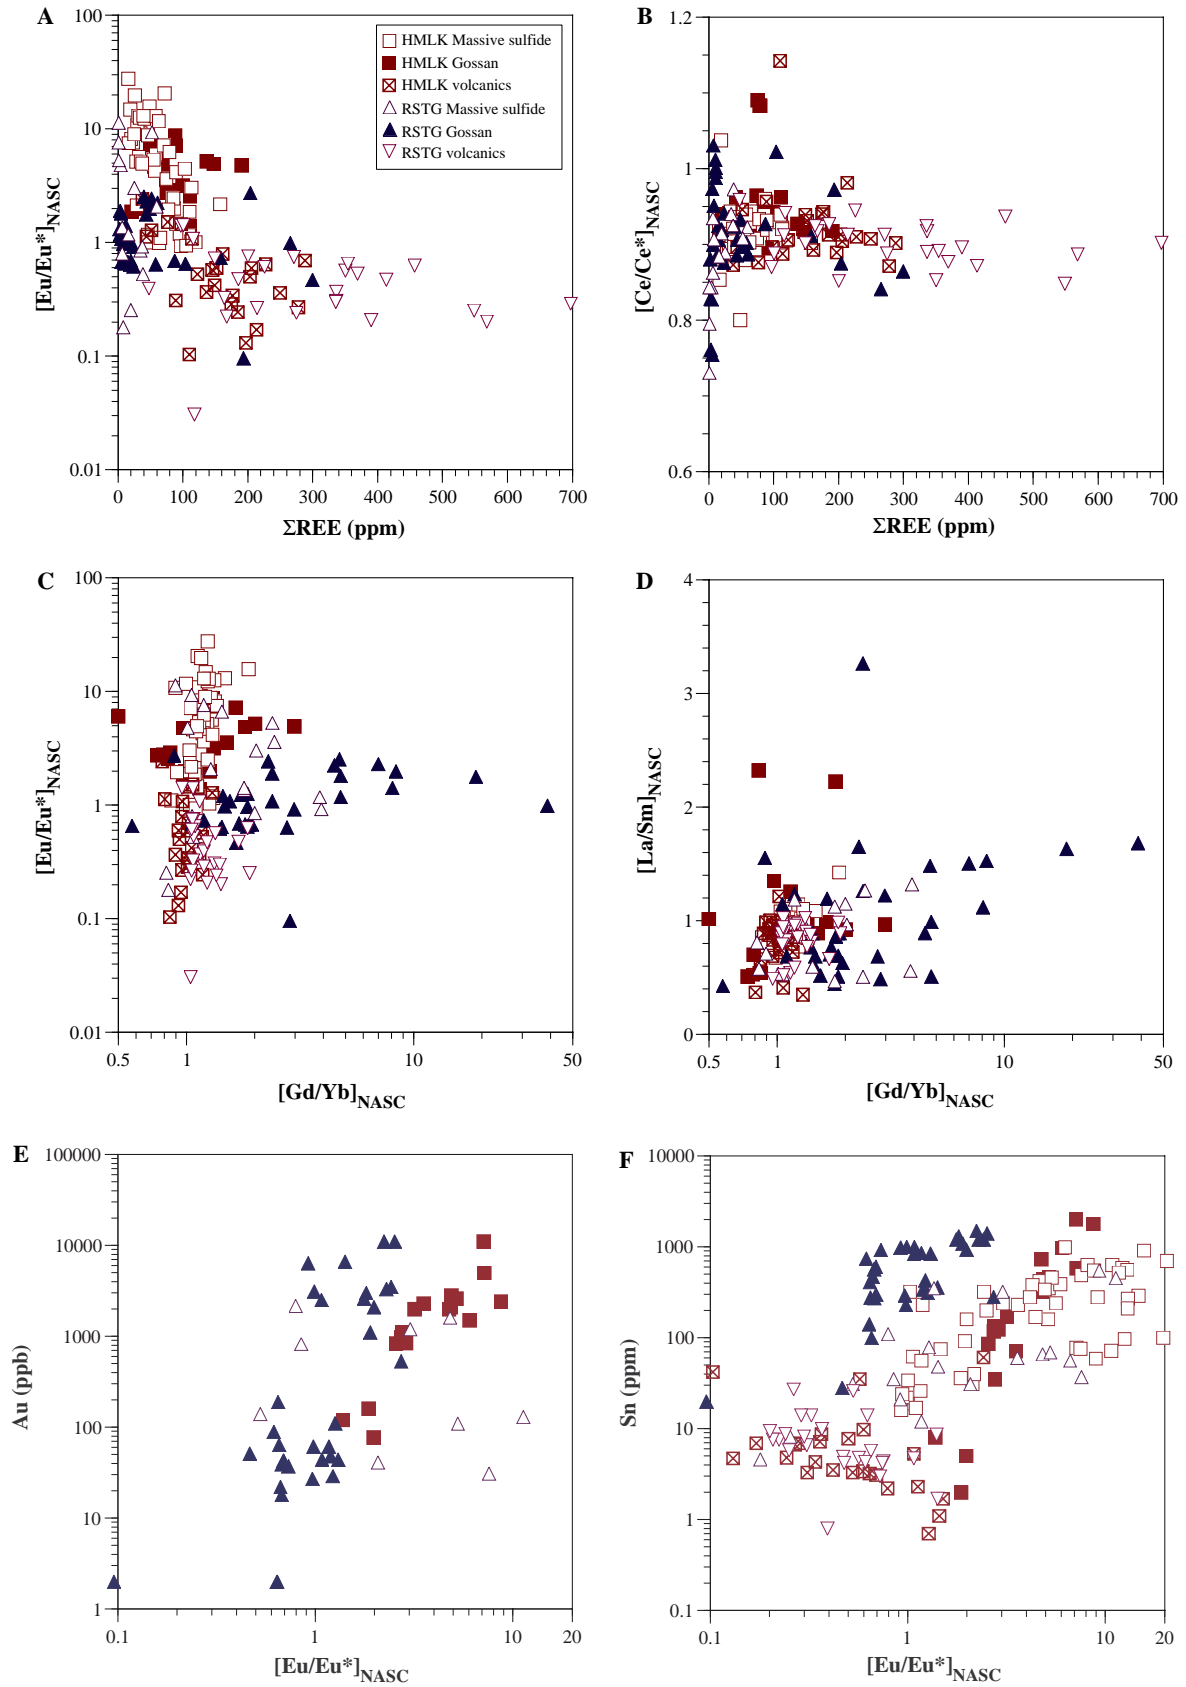 A
[Eu/Eu*]NASC
100
10
1
0.1
0.01
0 100 200 300 400 500 600 700
ΣREE (ppm)
HMLK Massive sulfide
HMLK Gossan
HMLK volcanics
RSTG Massive sulfide
RSTG Gossan
RSTG volcanics
B
[Ce/Ce*]NASC
1.2
1
0.8
0.6
0 100 200 300 400 500 600 700
ΣREE (ppm)
C
[Eu/Eu*]NASC
100
10
1
0.1
0.01
0.5 1 10 50
[Gd/Yb]NASC
D
[La/Sm]NASC
4
3
2
1
0
0.5 1 10 50
[Gd/Yb]NASC
E
Au (ppb)
100000
10000
1000
100
10
1
0.1 1 10 20
[Eu/Eu*]NASC
F
Sn (ppm)
10000
1000
100
10
1
0.1
0.1 1 10 20
[Eu/Eu*]NASC